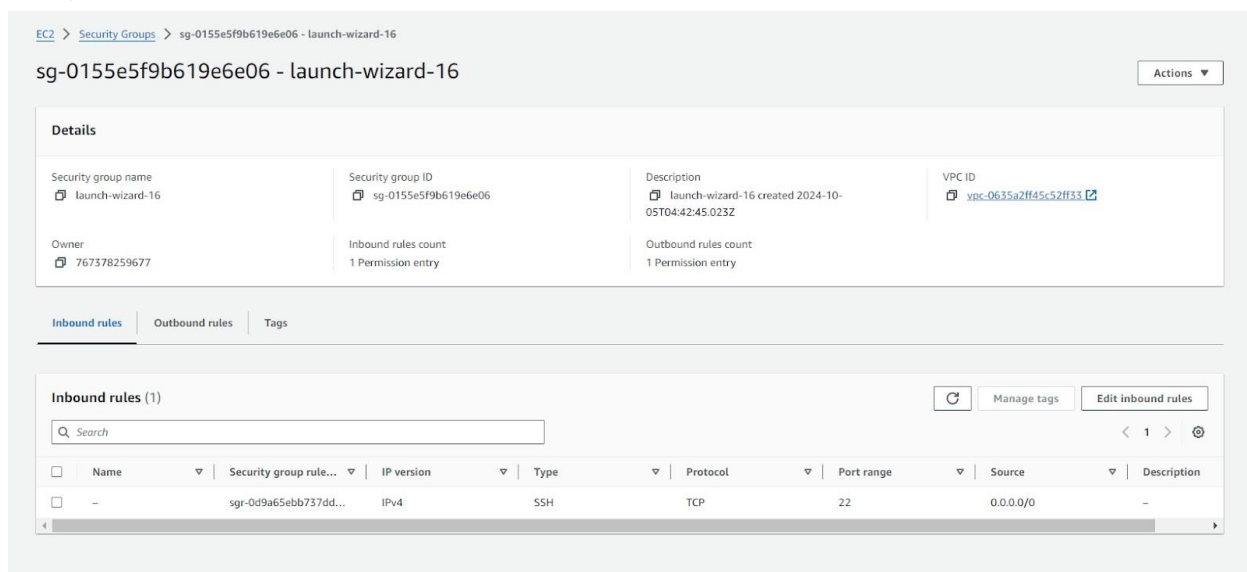 EC2 > Security Groups > sg-0155e5f9b619e6e06 - launch-wizard-16
sg-0155e5f9b619e6e06 - launch-wizard-16
Actions
Details
Security group name
launch-wizard-16
Security group ID
sg-0155e5f9b619e6e06
Description
launch-wizard-16 created 2024-10-
05T04:42:45.023Z
VPC ID
vpc-0635a2ff45c52ff33
Owner
767378259677
Inbound rules count
1 Permission entry
Outbound rules count
1 Permission entry
Inbound rules Outbound rules Tags
Inbound rules (1)
Manage tags Edit inbound rules
Search
< 1 >
Name Security group rule... IP version Type Protocol Port range Source Description
– sgr-0d9a65ebb737dd... IPv4 SSH TCP 22 0.0.0.0/0 –